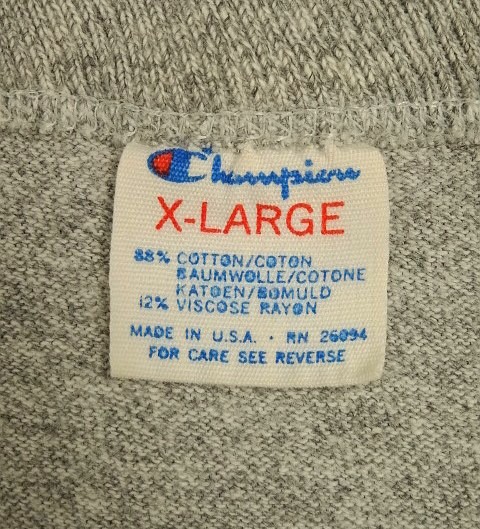 Champion
X-LARGE
88% COTTON/COTON
BAUMWOLLE/COTONE
KATOEN/BOMULD
12% VISCOSE RAYON
MADE IN U.S.A. · RN 26094
FOR CARE SEE REVERSE